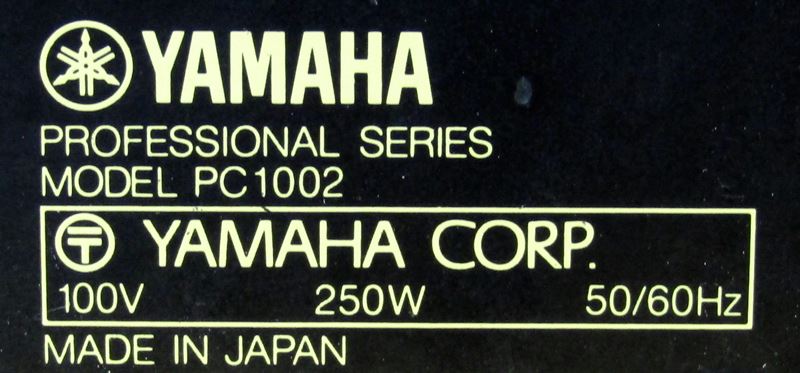 YAMAHA
PROFESSIONAL SERIES
MODEL PC1002
YAMAHA CORP.
100V 250W 50/60Hz
MADE IN JAPAN